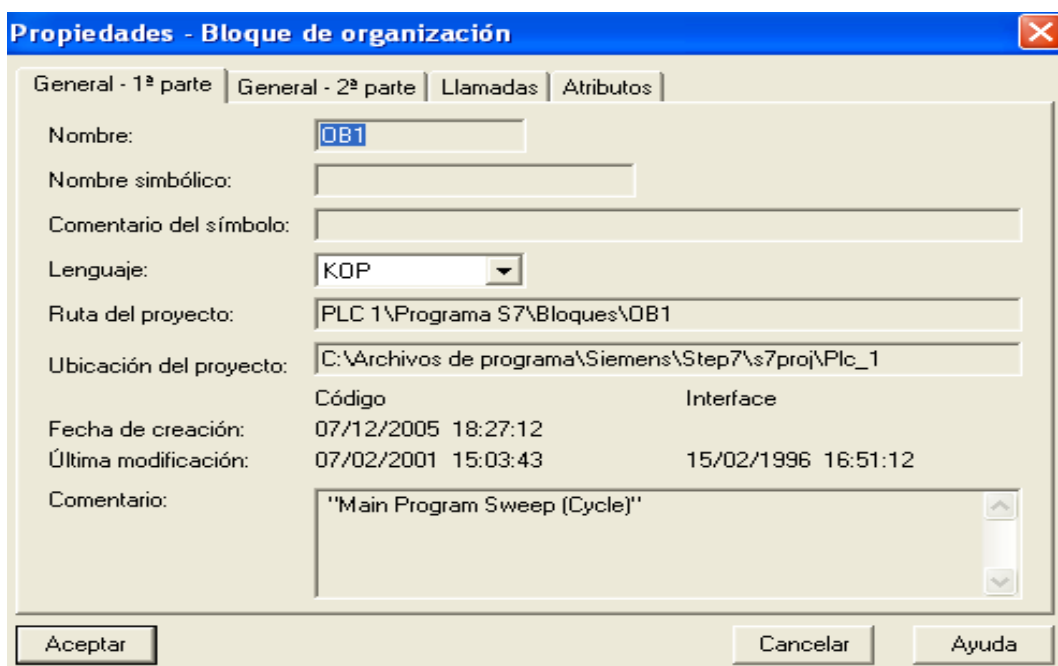 Propiedades - Bloque de organización
General - 1ª parte General - 2ª parte Llamadas Atributos
Nombre: OB1
Nombre simbólico:
Comentario del símbolo:
Lenguaje: KOP
Ruta del proyecto: PLC 1\Programa S7\Bloques\OB1
Ubicación del proyecto: C:\Archivos de programa\Siemens\Step7\s7proj\Plc_1
Código Interface
Fecha de creación: 07/12/2005 18:27:12
Última modificación: 07/02/2001 15:03:43 15/02/1996 16:51:12
Comentario: "Main Program Sweep (Cycle)"
Aceptar Cancelar Ayuda